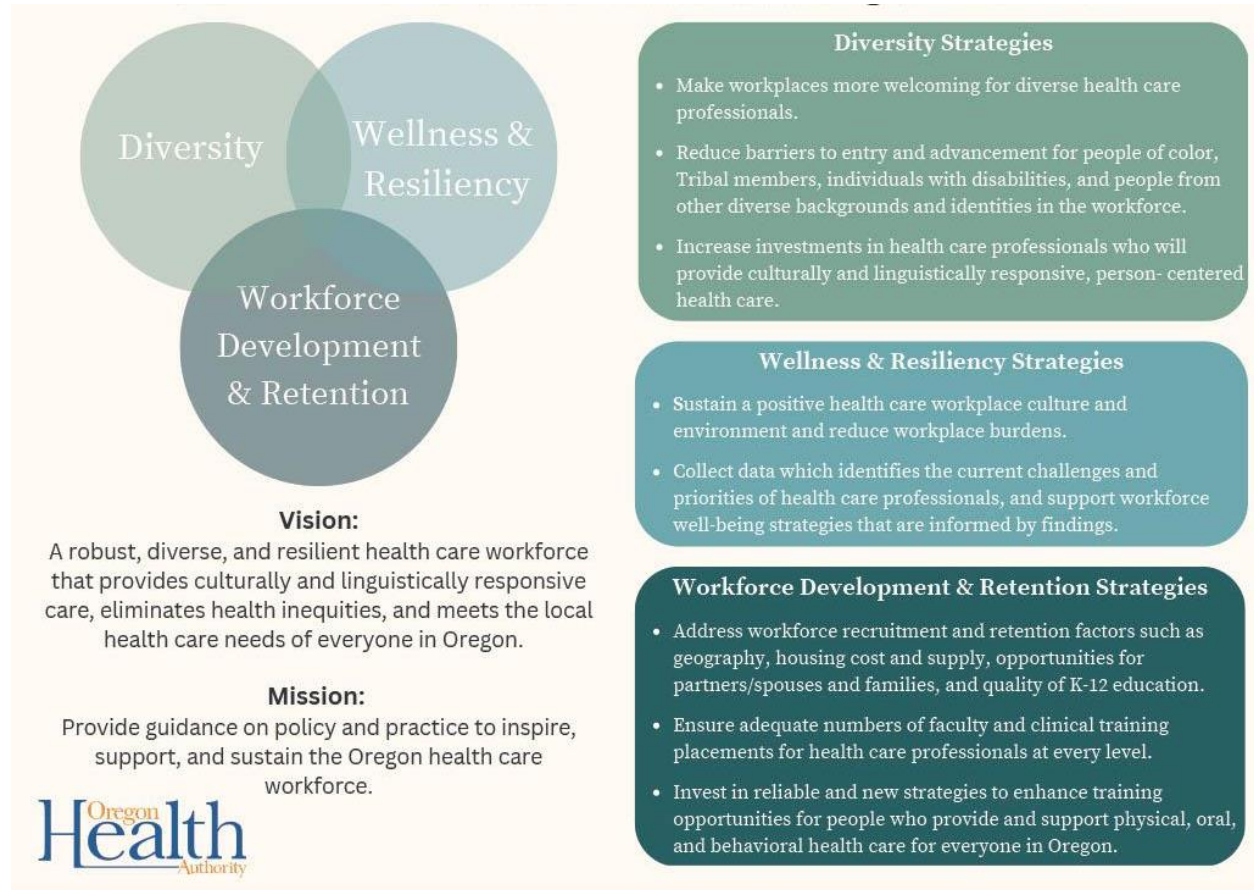 Diversity
Wellness &
Resiliency
Workforce
Development
& Retention
Vision:
A robust, diverse, and resilient health care workforce
that provides culturally and linguistically responsive
care, eliminates health inequities, and meets the local
health care needs of everyone in Oregon.
Mission:
Provide guidance on policy and practice to inspire,
support, and sustain the Oregon health care
workforce.
Oregon
Health
Authority
Diversity Strategies
• Make workplaces more welcoming for diverse health care
professionals.
• Reduce barriers to entry and advancement for people of color,
Tribal members, individuals with disabilities, and people from
other diverse backgrounds and identities in the workforce.
• Increase investments in health care professionals who will
provide culturally and linguistically responsive, person- centered
health care.
Wellness & Resiliency Strategies
• Sustain a positive health care workplace culture and
environment and reduce workplace burdens.
• Collect data which identifies the current challenges and
priorities of health care professionals, and support workforce
well-being strategies that are informed by findings.
Workforce Development & Retention Strategies
• Address workforce recruitment and retention factors such as
geography, housing cost and supply, opportunities for
partners/spouses and families, and quality of K-12 education.
• Ensure adequate numbers of faculty and clinical training
placements for health care professionals at every level.
• Invest in reliable and new strategies to enhance training
opportunities for people who provide and support physical, oral,
and behavioral health care for everyone in Oregon.